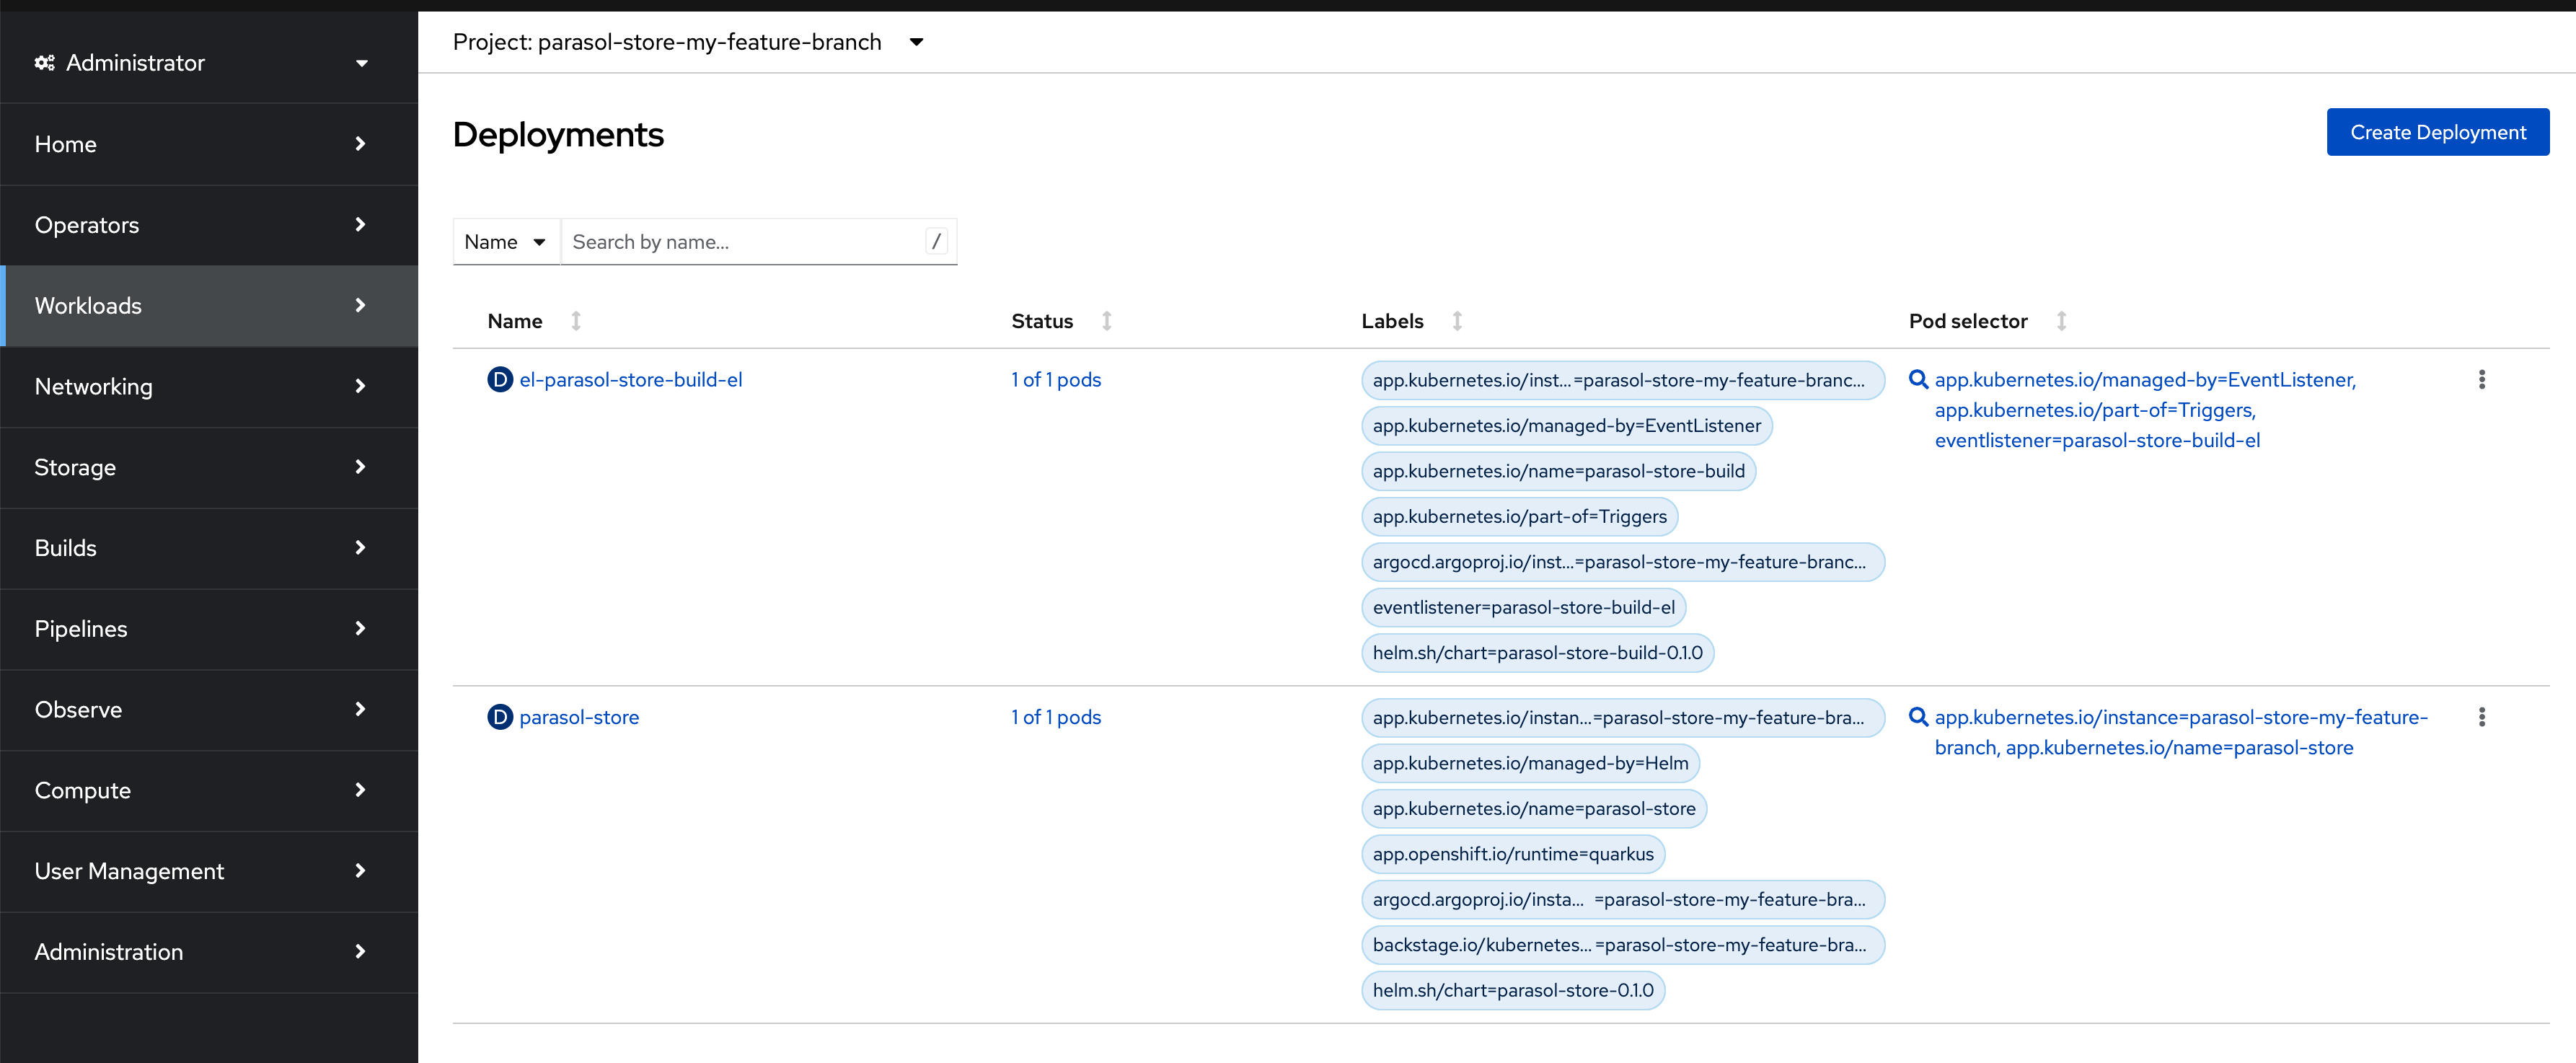 Administrator
Home
Operators
Workloads
Networking
Storage
Builds
Pipelines
Observe
Compute
User Management
Administration
Project: parasol-store-my-feature-branch
Deployments
Create Deployment
Name
Search by name...
/
Name Status Labels Pod selector
D el-parasol-store-build-el
1 of 1 pods
app.kubernetes.io/inst...=parasol-store-my-feature-branc...
app.kubernetes.io/managed-by=EventListener
app.kubernetes.io/name=parasol-store-build
app.kubernetes.io/part-of=Triggers
argocd.argoproj.io/inst...=parasol-store-my-feature-branc...
eventlistener=parasol-store-build-el
helm.sh/chart=parasol-store-build-0.1.0
app.kubernetes.io/managed-by=EventListener,
app.kubernetes.io/part-of=Triggers,
eventlistener=parasol-store-build-el
D parasol-store
1 of 1 pods
app.kubernetes.io/instan...=parasol-store-my-feature-bra...
app.kubernetes.io/managed-by=Helm
app.kubernetes.io/name=parasol-store
app.openshift.io/runtime=quarkus
argocd.argoproj.io/insta... =parasol-store-my-feature-bra...
backstage.io/kubernetes...=parasol-store-my-feature-bra...
helm.sh/chart=parasol-store-0.1.0
app.kubernetes.io/instance=parasol-store-my-feature-
branch, app.kubernetes.io/name=parasol-store